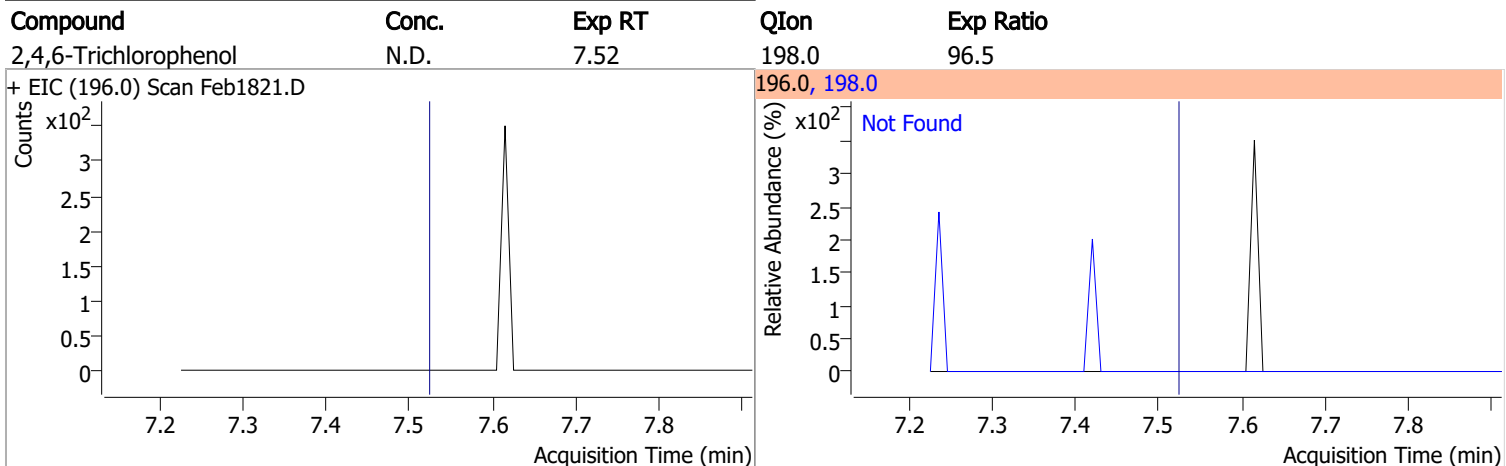 Compound Conc. Exp RT QIon Exp Ratio
2,4,6-Trichlorophenol N.D. 7.52 198.0 96.5
+ EIC (196.0) Scan Feb1821.D
Counts
x10²
3
2.5
2
1.5
1
0.5
0
7.2 7.3 7.4 7.5 7.6 7.7 7.8
Acquisition Time (min)
196.0, 198.0
Relative Abundance (%)
x10²
Not Found
3
2.5
2
1.5
1
0.5
0
7.2 7.3 7.4 7.5 7.6 7.7 7.8
Acquisition Time (min)